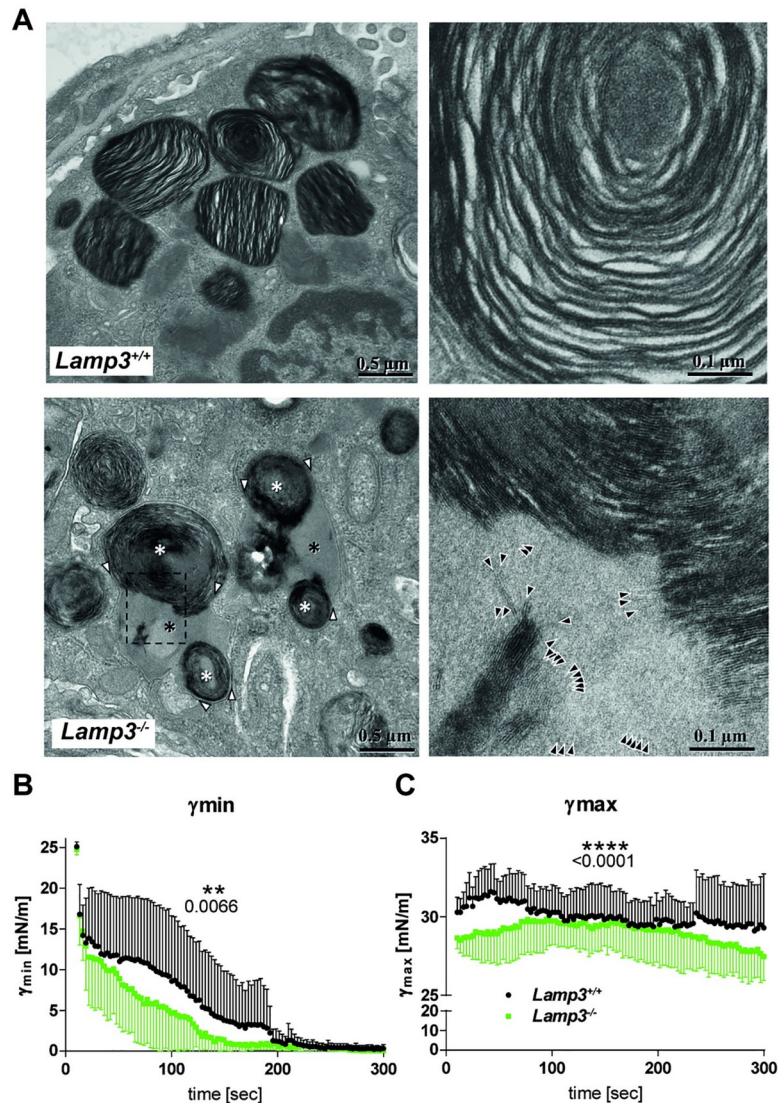 A
Lamp3+/+
0.5 µm
0.1 µm
*
*
*
*
*
*
Lamp3-/-
0.5 µm
0.1 µm
B
γmin
γmin [mN/m]
25
20
15
10
5
0
**
0.0066
0 100 200 300
time [sec]
C
γmax
γmax [mN/m]
35
30
25
20
10
0
****
<0.0001
Lamp3+/+
Lamp3-/-
0 100 200 300
time [sec]